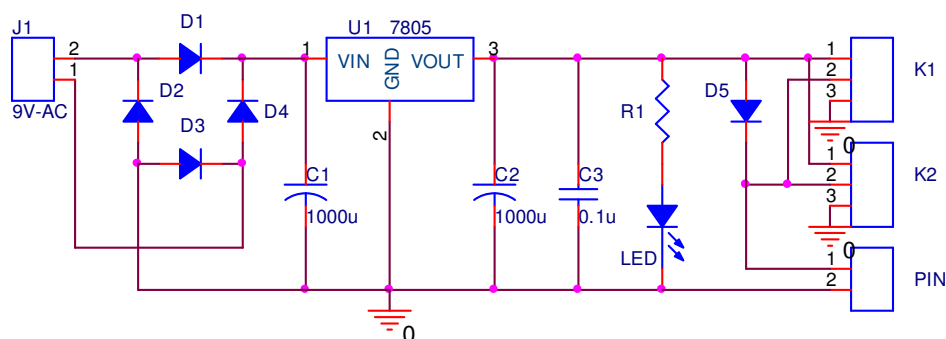 J1
2
1
9V-AC
D1
D2
D3
D4
1
U1 7805
VIN
GND
VOUT
3
2
C1
1000u
C2
1000u
C3
0.1u
R1
LED
D5
1
2
3
K1
0
1
2
3
K2
0
1
2
PIN
0